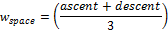 w_space = ((ascent + descent)/3)